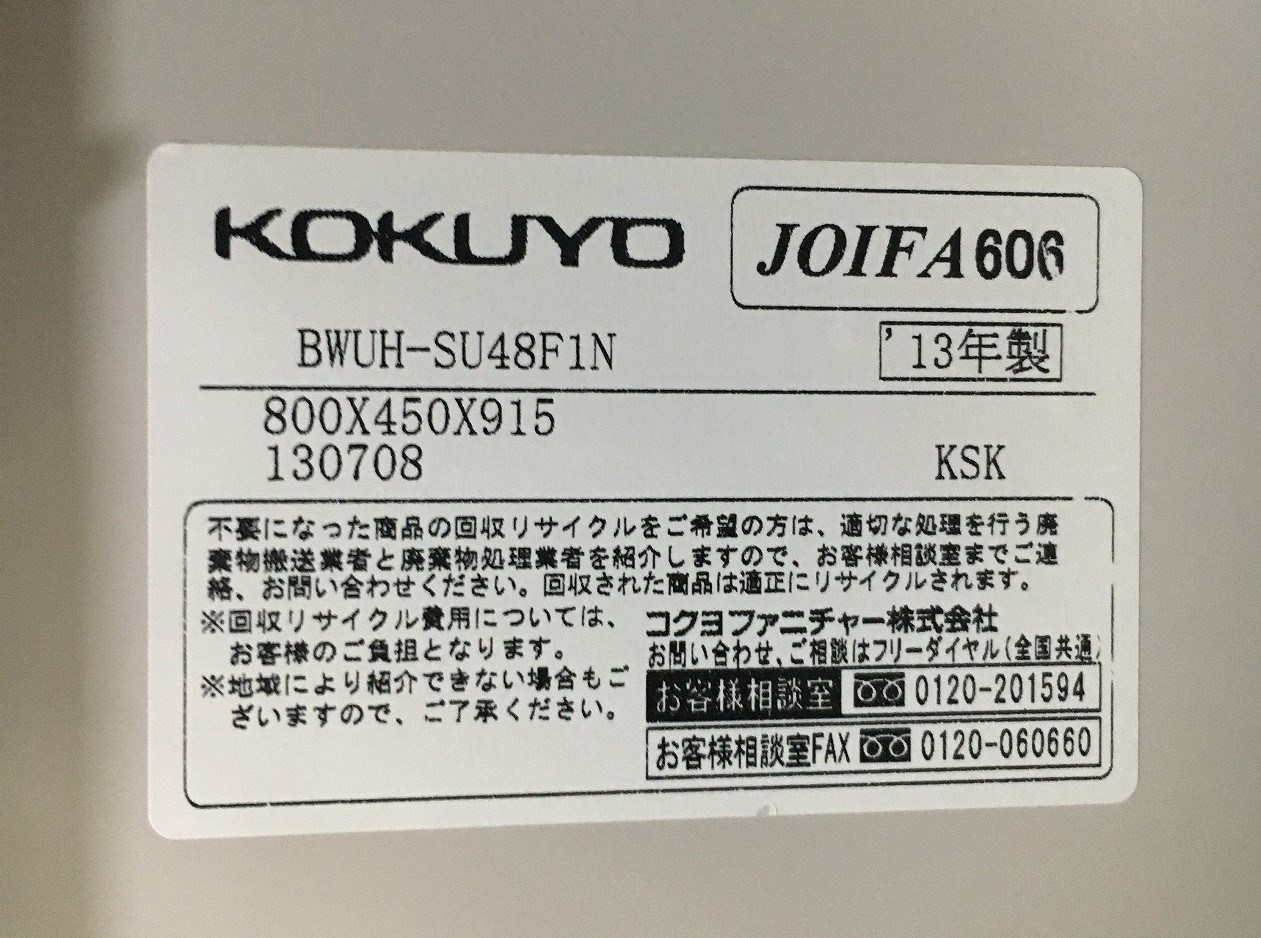 KOKUYO
JOIFA606
BWUH-SU48F1N
'13年製
800X450X915
130708
KSK
不要になった商品の回収リサイクルをご希望の方は、適切な処理を行う廃
棄物搬送業者と廃棄物処理業者を紹介しますので、お客様相談室までご連
絡、お問い合わせください。回収された商品は適正にリサイクルされます。
※回収リサイクル費用については、
お客様のご負担となります。
※地域により紹介できない場合もご
ざいますので、ご了承ください。
コクヨファニチャー株式会社
お問い合わせ、ご相談はフリーダイヤル(全国共通)
お客様相談室 0120-201594
お客様相談室FAX 0120-060660